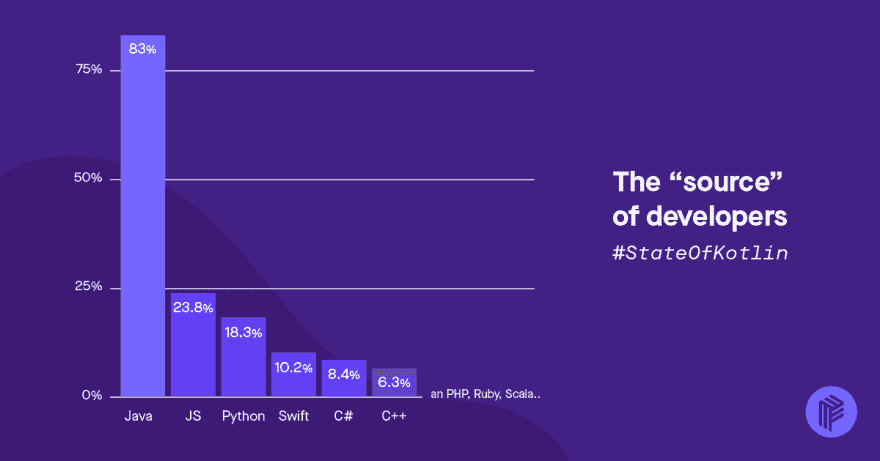 83%
75%
50%
25%
23.8%
18.3%
10.2%
8.4%
6.3%
0%
an PHP, Ruby, Scala..
Java JS Python Swift C# C++
The “source”
of developers
#StateOfKotlin